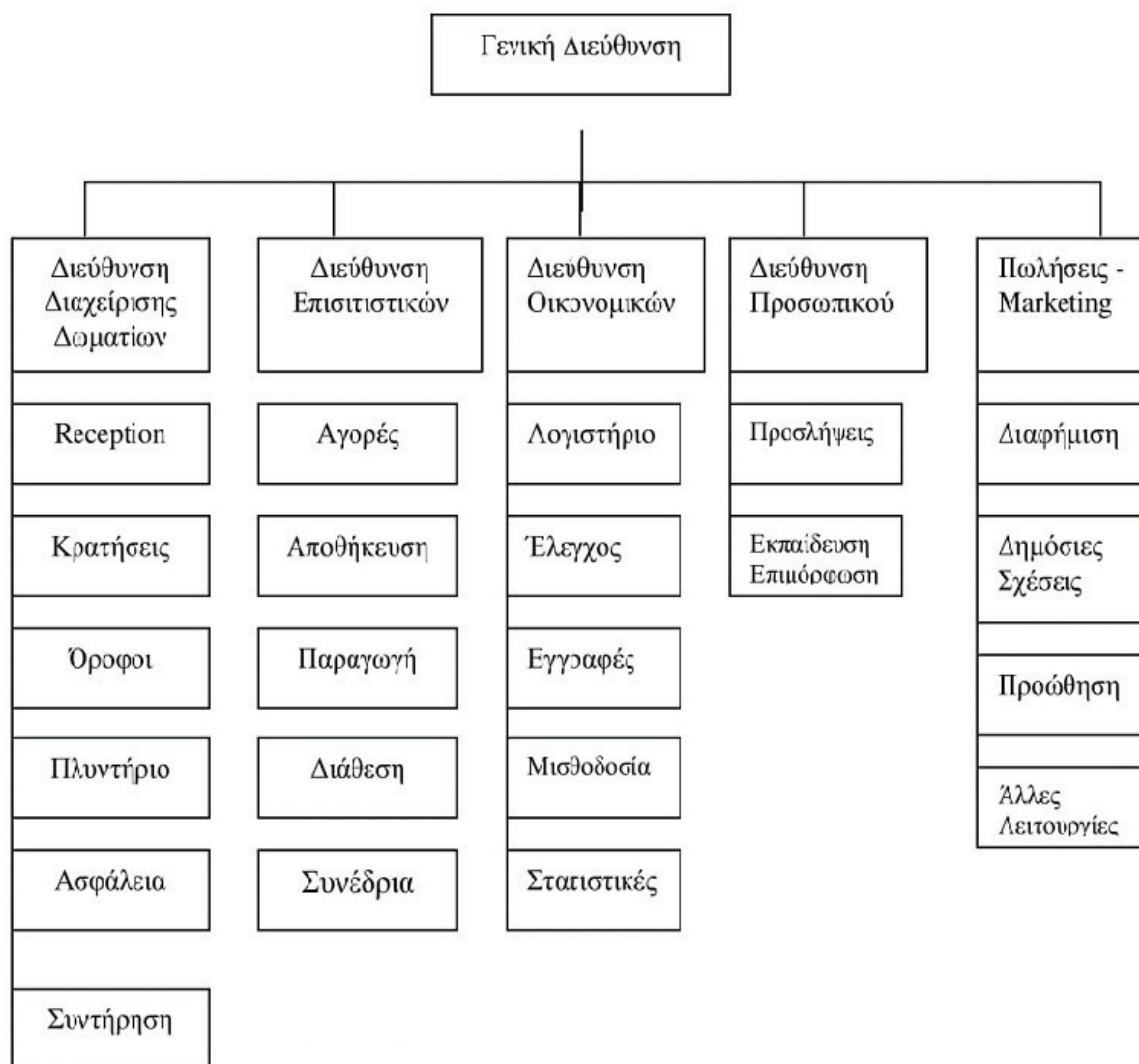 Γενική Διεύθυνση
Διεύθυνση
Διαχείρισης
Δωματίων
Διεύθυνση
Επισιτιστικών
Διεύθυνση
Οικονομικών
Διεύθυνση
Προσωπικού
Πωλήσεις -
Marketing
Reception
Αγορές
Λογιστήριο
Προσλήψεις
Διαφήμιση
Κρατήσεις
Αποθήκευση
Έλεγχος
Εκπαίδευση
Επιμόρφωση
Δημόσιες
Σχέσεις
Όροφοι
Παραγωγή
Εγγραφές
Προώθηση
Πλυντήριο
Διάθεση
Μισθοδοσία
Άλλες
Λειτουργίες
Ασφάλεια
Συνέδρια
Στατιστικές
Συντήρηση